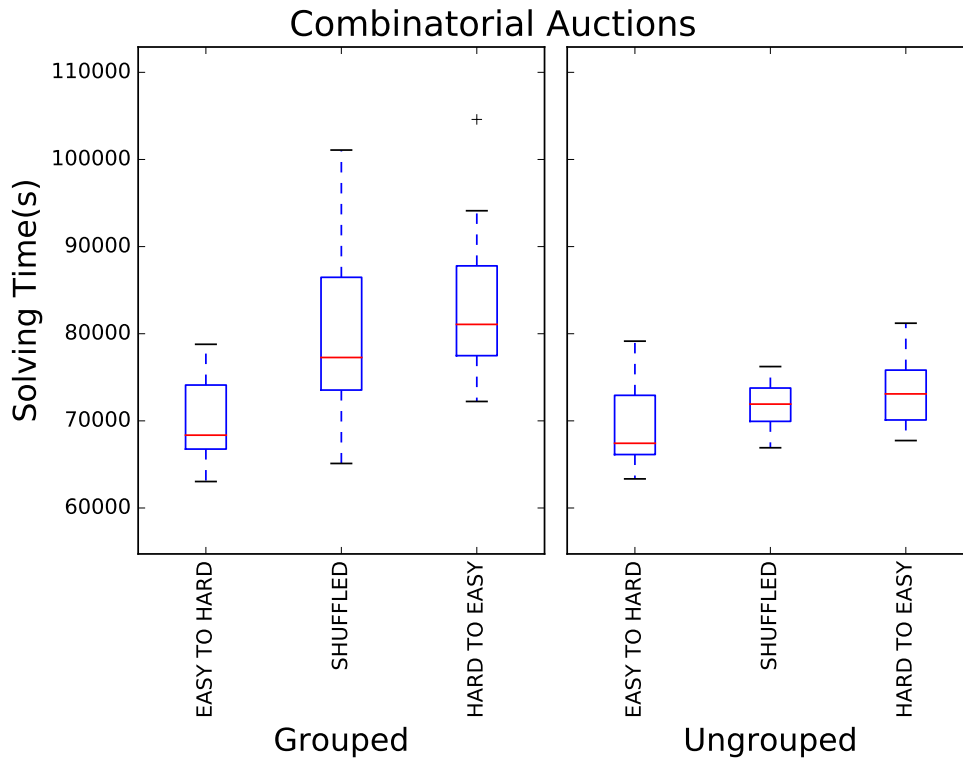 Combinatorial Auctions
Solving Time(s)
110000
100000
90000
80000
70000
60000
EASY TO HARD
SHUFFLED
HARD TO EASY
EASY TO HARD
SHUFFLED
HARD TO EASY
Grouped
Ungrouped